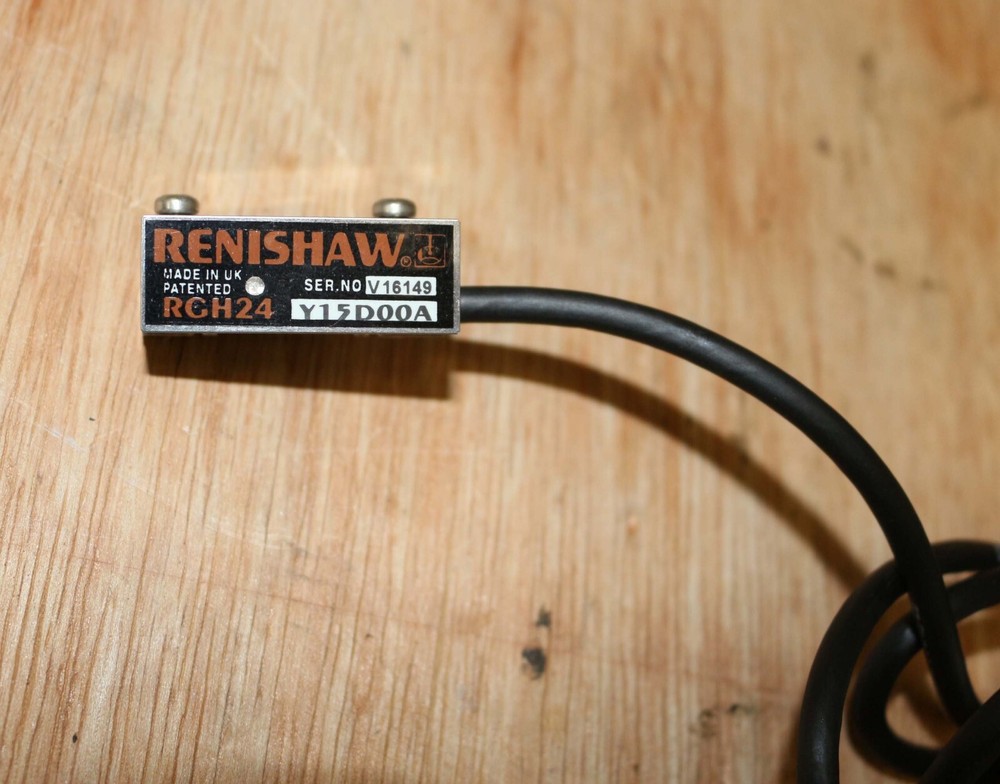 RENISHAW®
MADE IN UK
PATENTED
SER.NO V16149
RGH24 Y15D00A